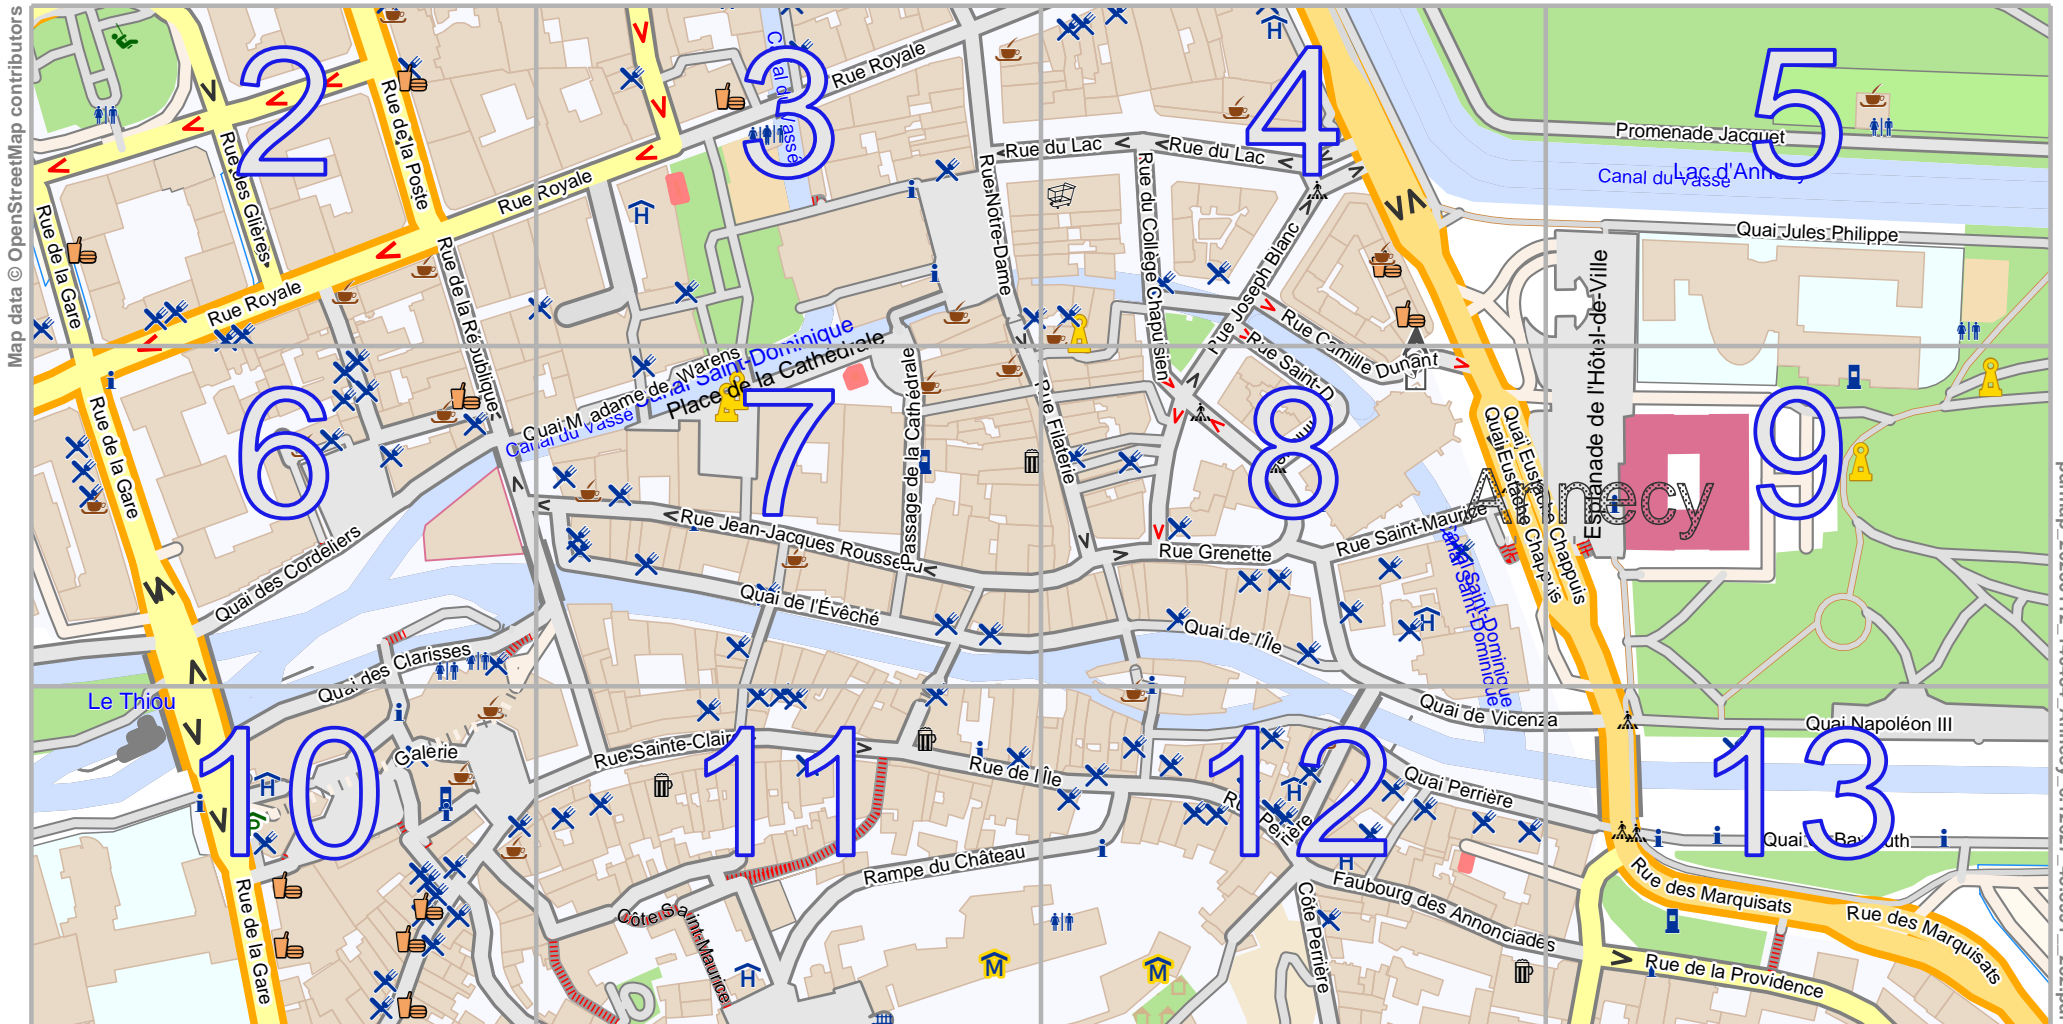 Map data © OpenStreetMap contributors
2
3
4
5
6
7
8
9
10
11
12
13
Rue Royale
Rue Royale
Rue Royale
Rue de la Poste
Rue des Glières
Rue de la Gare
Rue de la Gare
Rue de la Gare
Rue de la République
Rue Notre-Dame
Rue du Lac
Rue du Lac
Rue du Collège Chapuisien
Rue Joseph Blanc
Rue Camille Dunant
Rue Saint-D
Promenade Jacquet
Canal du Vassé
Lac d'Annecy
Canal du Vassé
Quai Jules Philippe
Esplanade de l'Hôtel-de-Ville
Quai Madame de Warens
Canal Saint-Dominique
Place de la Cathédrale
Canal du Vassé
Passage de la Cathédrale
Rue Filaterie
Quai Eustache Chappuis
Quai Eustache Chappuis
Annecy
Rue Jean-Jacques Rousseau
Rue Grenette
Rue Saint-Maurice
Canal Saint-Dominique
Canal Saint-Dominique
Quai des Cordeliers
Quai de l'Évêché
Quai de l'Île
Quai des Clarisses
Le Thiou
Galerie
Rue Sainte-Claire
Rue de l'Île
Quai de Vicenza
Quai Napoléon III
Quai Perrière
Quai de Bayreuth
Rampe du Château
Côte Saint-Maurice
Faubourg des Annonciades
Côte Perrière
Rue des Marquisats
Rue des Marquisats
Rue de la Providence
M
M